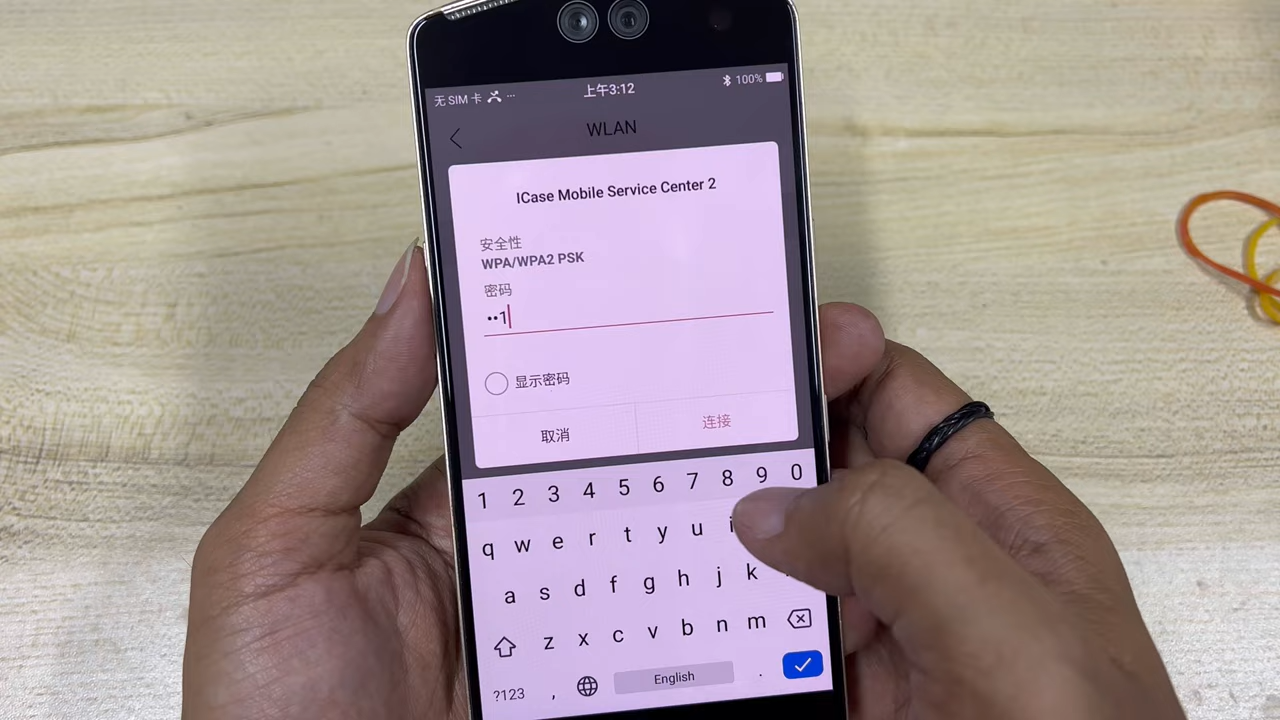 无 SIM 卡 ... 上午3:12 100%
WLAN
ICase Mobile Service Center 2
安全性
WPA/WPA2 PSK
密码
••1
显示密码
取消 连接
1 2 3 4 5 6 7 8 9 0
q w e r t y u i
a s d f g h j k
z x c v b n m
?123 , English .